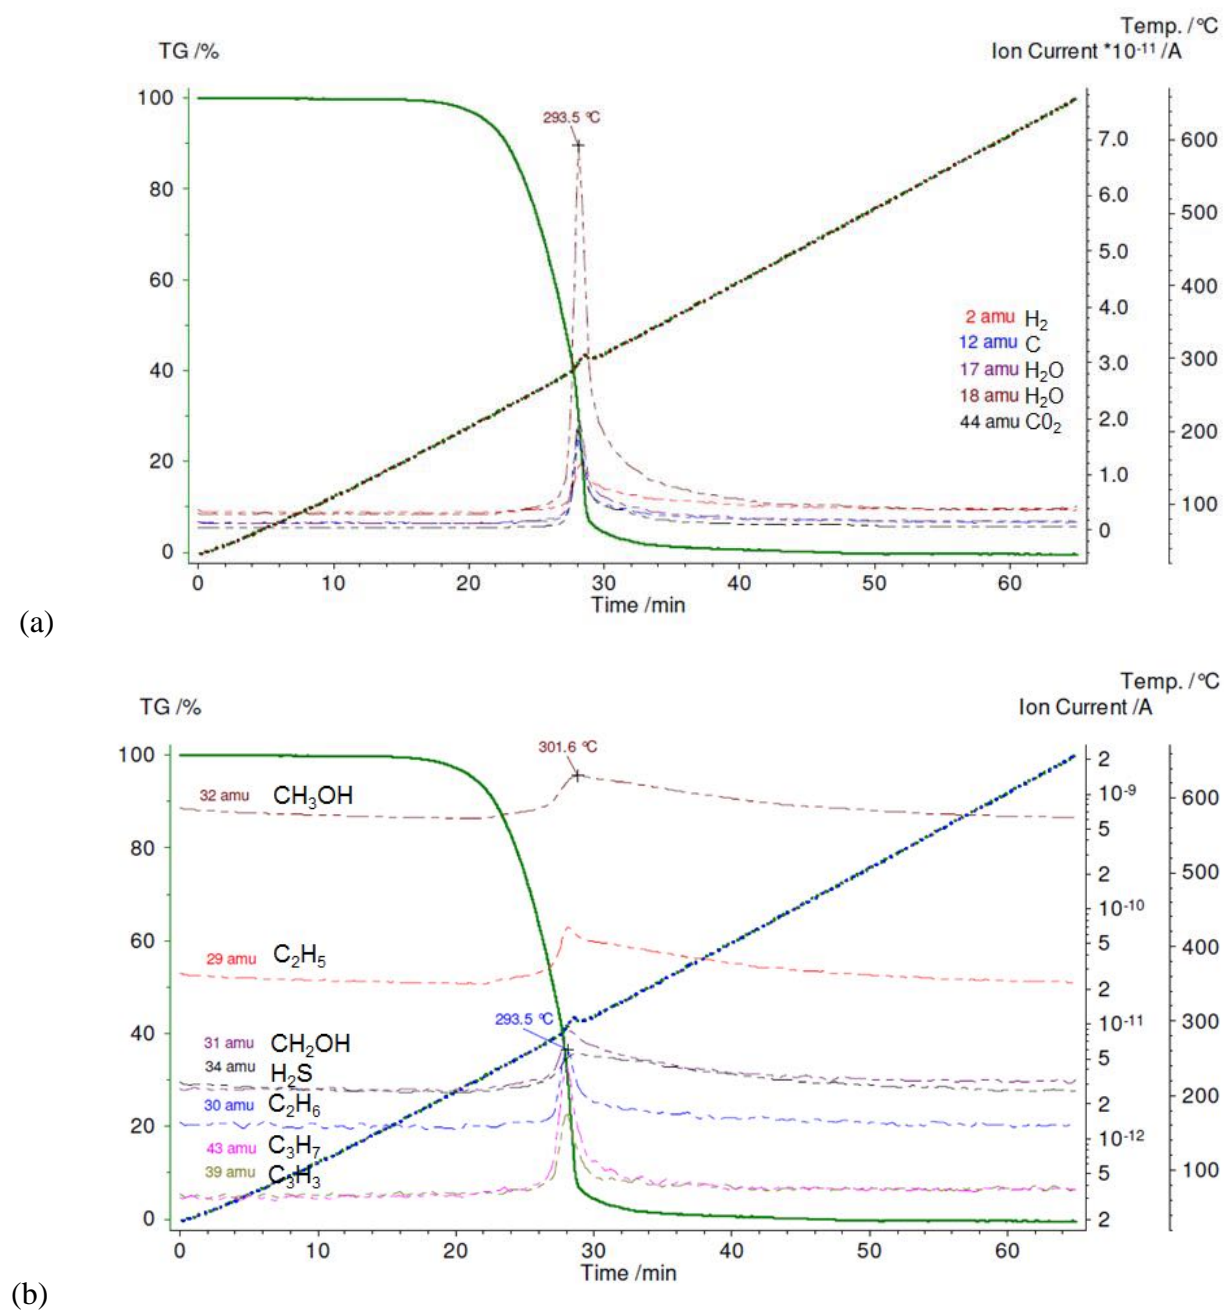 Temp. /°C
TG /%
Ion Current *10-11 /A
100
80
60
40
20
0
293.5 °C
7.0
6.0
5.0
4.0
3.0
2.0
1.0
0
600
500
400
300
200
100
2 amu H2
12 amu C
17 amu H2O
18 amu H2O
44 amu C02
0 10 20 30 40 50 60
Time /min
(a)
Temp. /°C
TG /%
Ion Current /A
100
80
60
40
20
0
301.6 °C
32 amu CH3OH
29 amu C2H5
293.5 °C
31 amu CH2OH
34 amu H2S
30 amu C2H6
43 amu C3H7
39 amu C3H3
2
10-9
5
2
10-10
5
2
10-11
5
2
10-12
5
2
600
500
400
300
200
100
0 10 20 30 40 50 60
Time /min
(b)